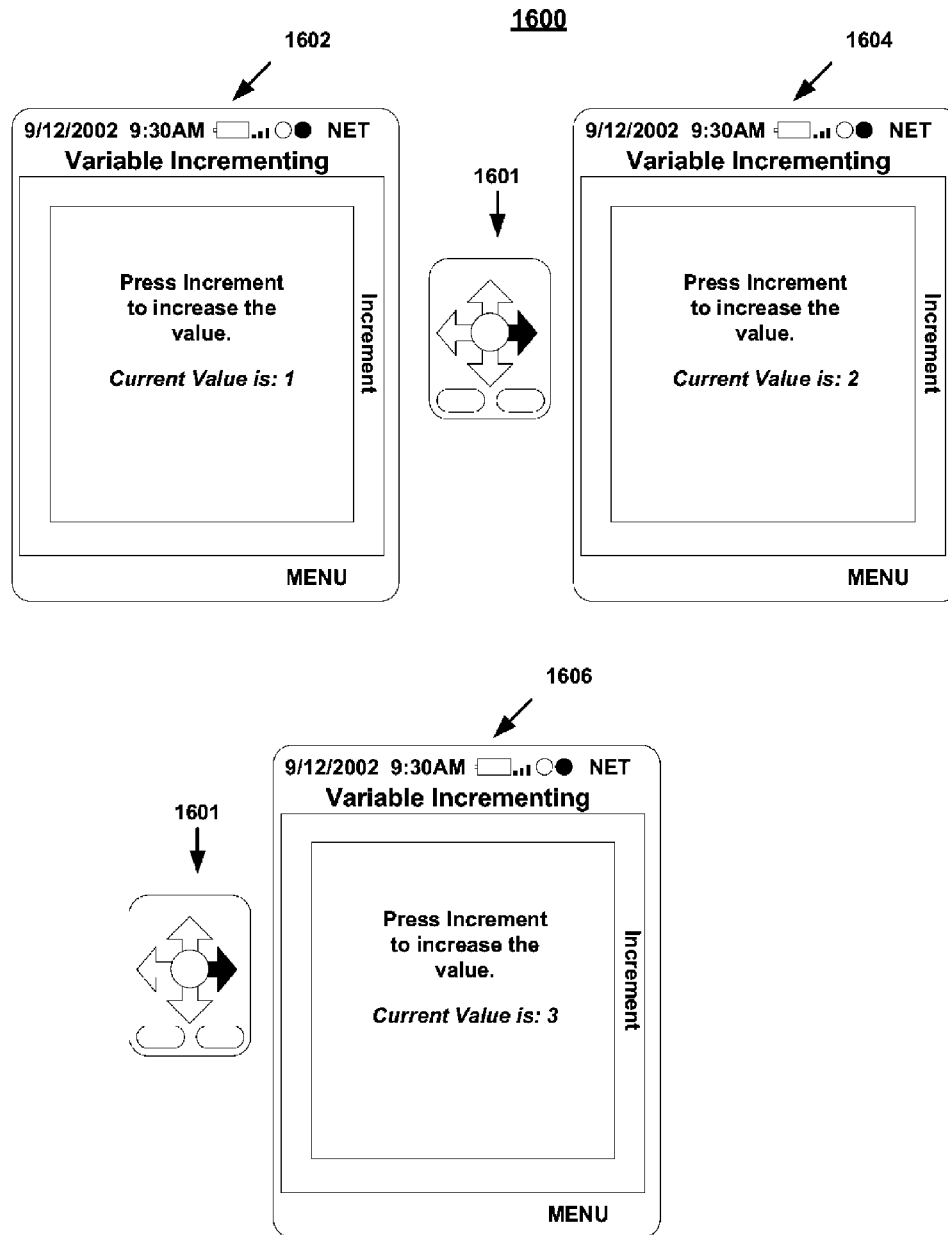 1600
1602
1604
9/12/2002 9:30AM NET
Variable Incrementing
Press Increment
to increase the
value.
Current Value is: 1
Increment
MENU
1601
9/12/2002 9:30AM NET
Variable Incrementing
Press Increment
to increase the
value.
Current Value is: 2
Increment
MENU
1606
1601
9/12/2002 9:30AM NET
Variable Incrementing
Press Increment
to increase the
value.
Current Value is: 3
Increment
MENU